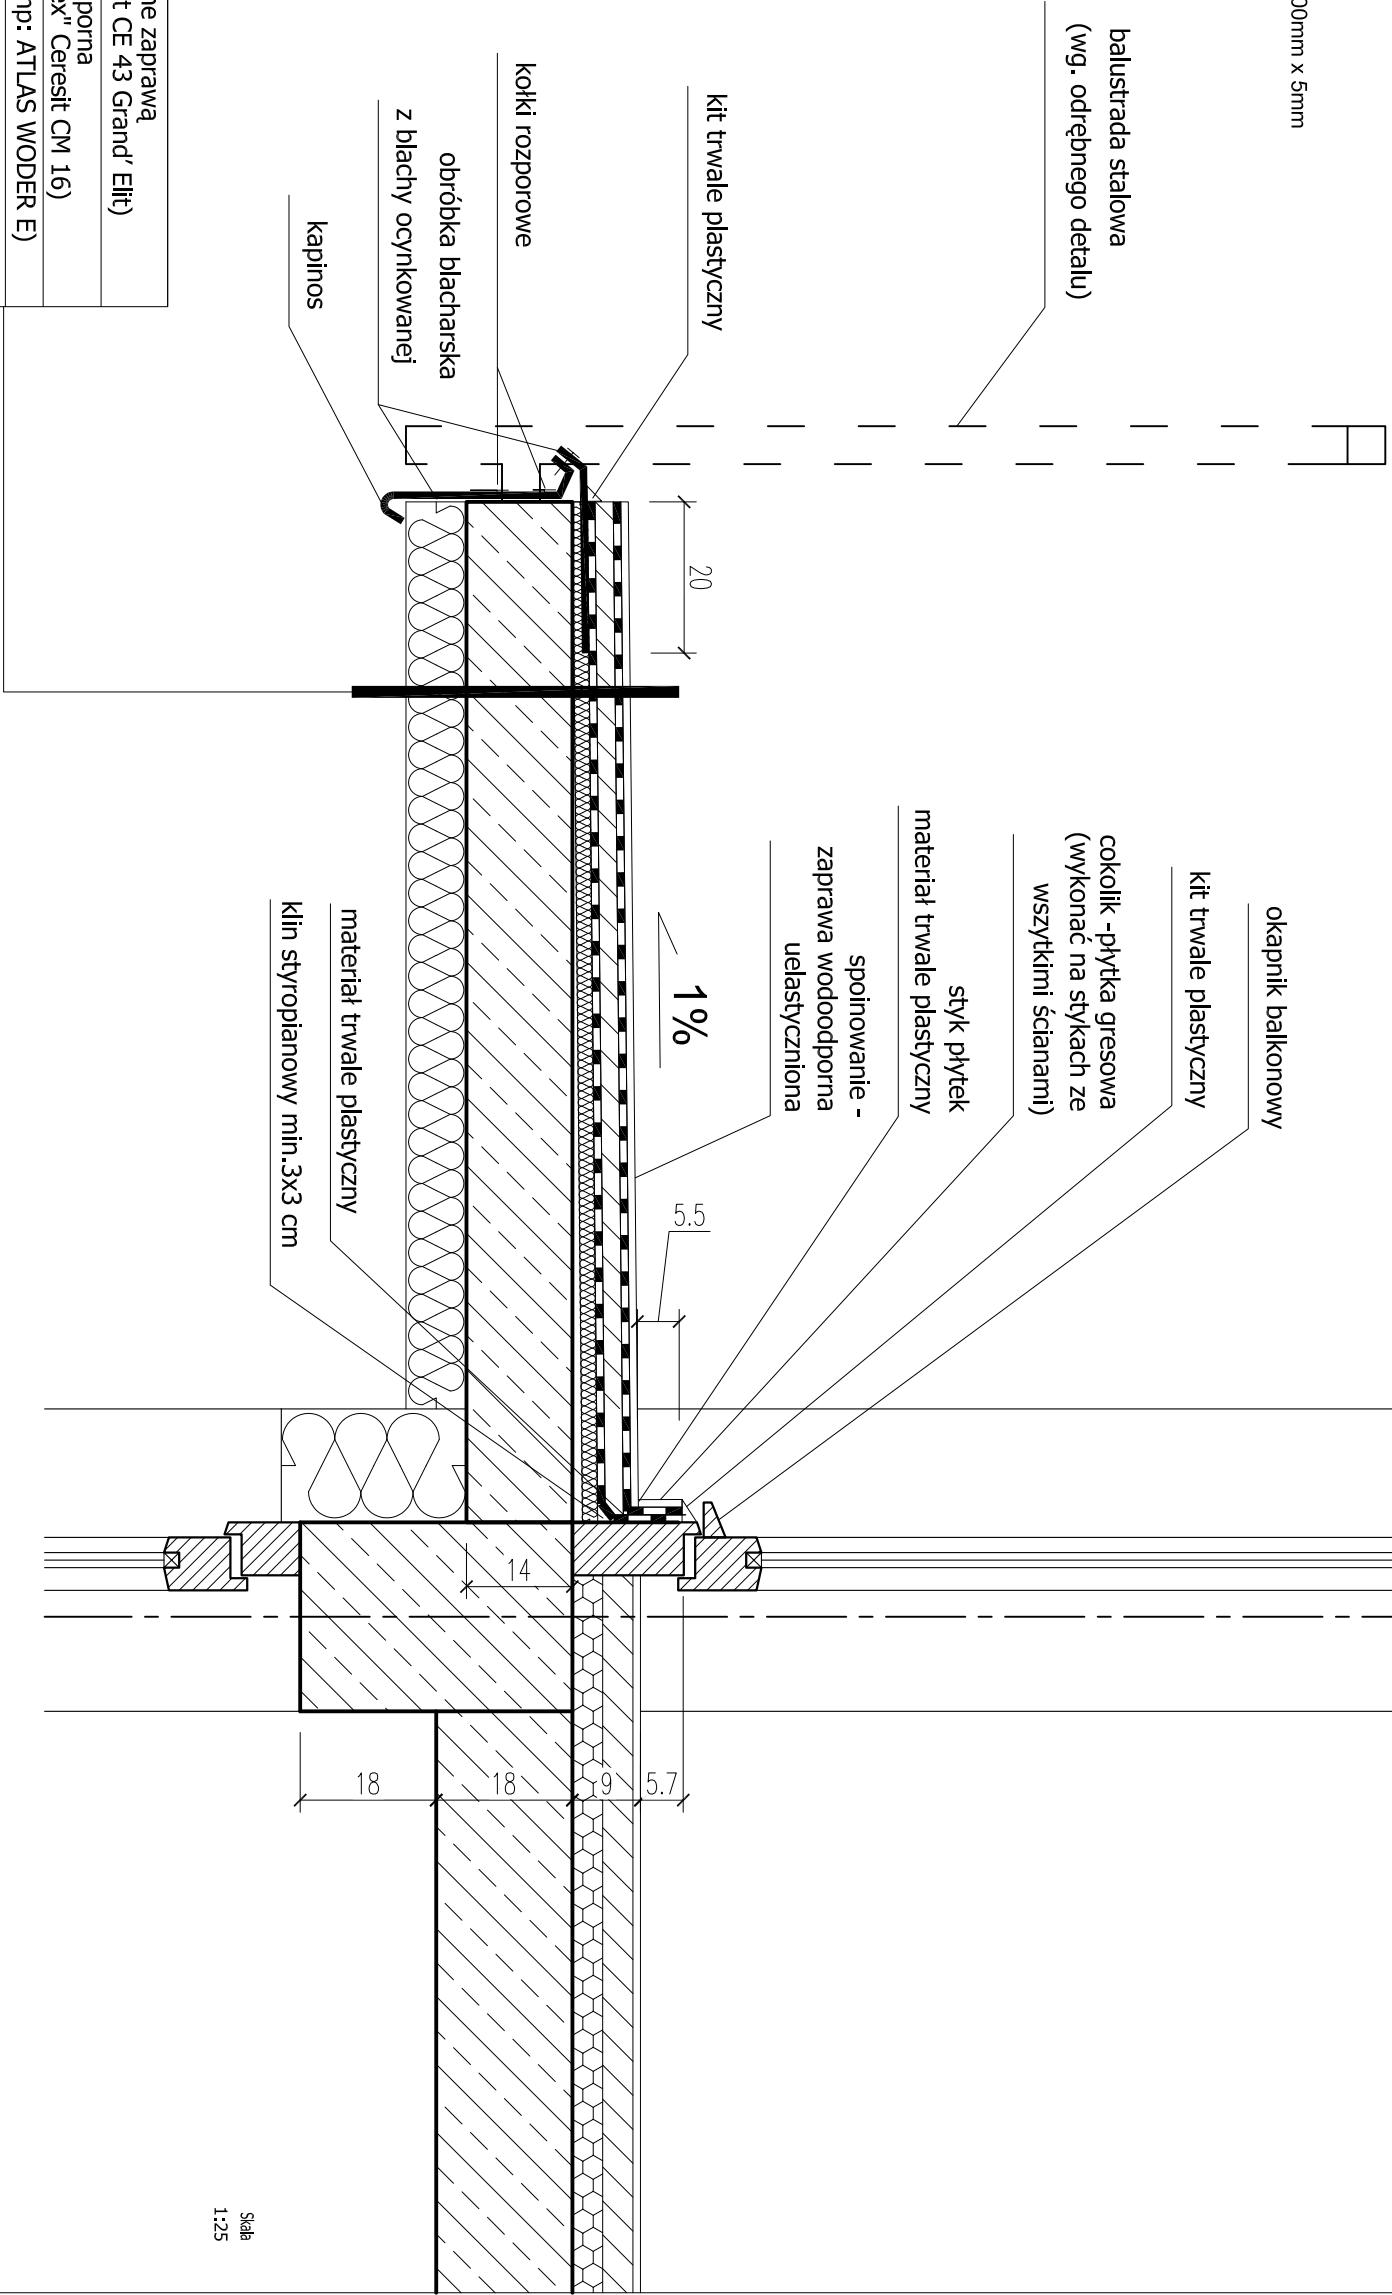 00mm x 5mm
balustrada stalowa
(wg. odrębnego detalu)
kit trwale plastyczny
kołki rozporowe
obróbka blacharska
z blachy ocynkowanej
kapinos
ne zaprawą
t CE 43 Grand' Elit)
porna
ex" Ceresit CM 16)
np: ATLAS WODER E)
20
okapnik balkonowy
kit trwale plastyczny
cokolik -płytka gresowa
(wykonać na stykach ze
wszytkimi ścianami)
styk płytek
materiał trwale plastyczny
spoinowanie -
zaprawa wodoodporna
uelastyczniona
1%
materiał trwale plastyczny
klin styropianowy min.3x3 cm
5.5
14
5.7
9
18
18
Skala
1:25